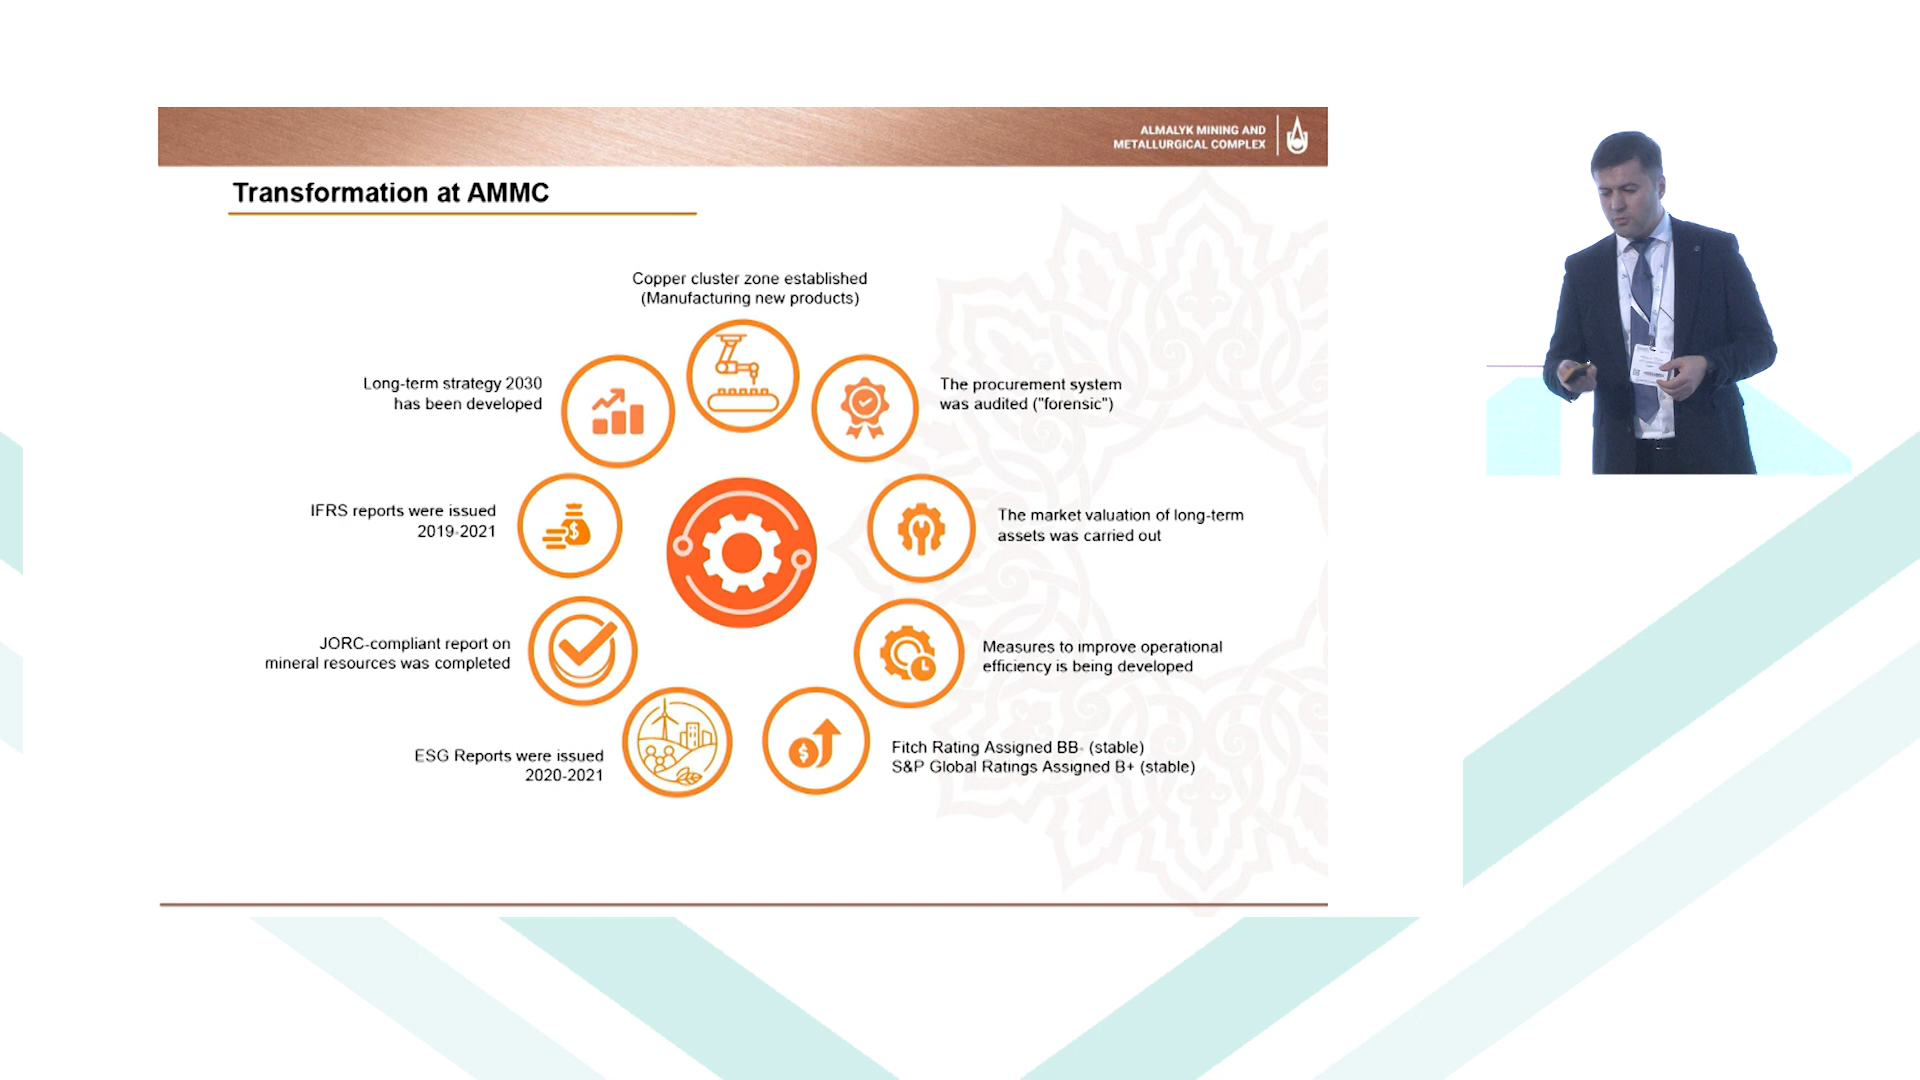 ALMALYK MINING AND
METALLURGICAL COMPLEX
Transformation at AMMC
Copper cluster zone established
(Manufacturing new products)
Long-term strategy 2030
has been developed
The procurement system
was audited ("forensic")
IFRS reports were issued
2019-2021
The market valuation of long-term
assets was carried out
JORC-compliant report on
mineral resources was completed
Measures to improve operational
efficiency is being developed
ESG Reports were issued
2020-2021
Fitch Rating Assigned BB- (stable)
S&P Global Ratings Assigned B+ (stable)